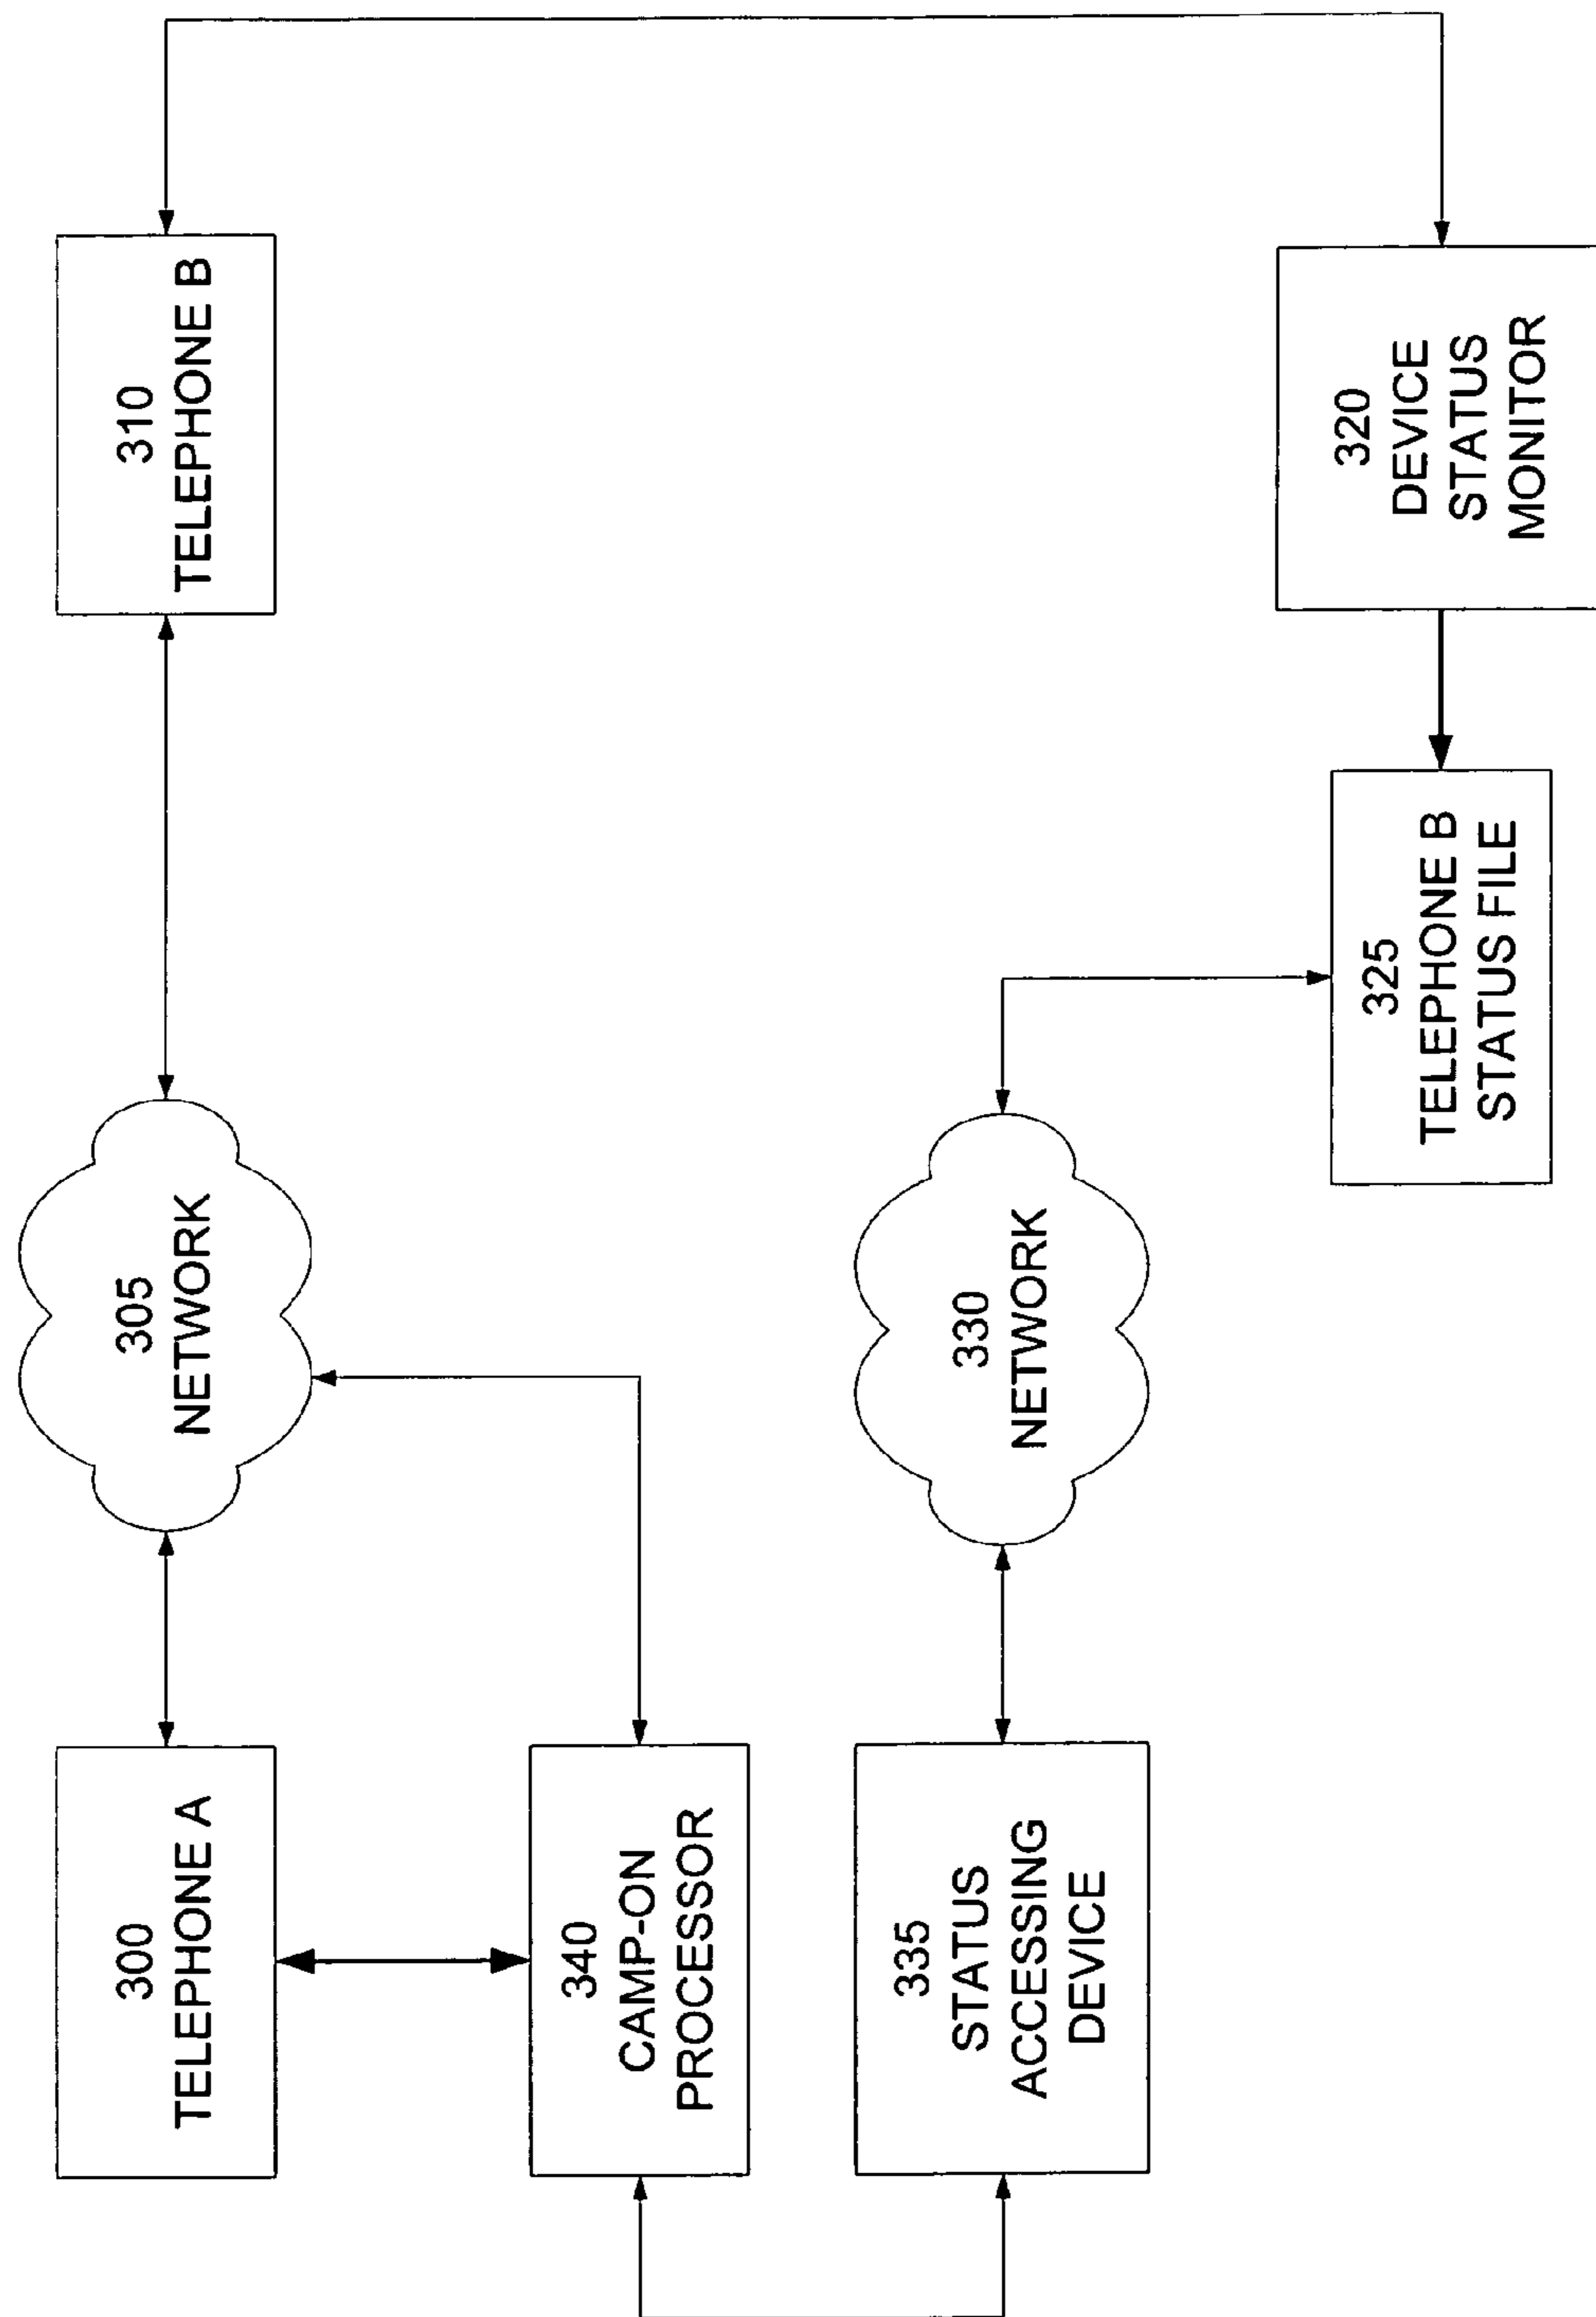 300
TELEPHONE A
305
NETWORK
310
TELEPHONE B
340
CAMP-ON
PROCESSOR
335
STATUS
ACCESSING
DEVICE
330
NETWORK
325
TELEPHONE B
STATUS FILE
320
DEVICE
STATUS
MONITOR